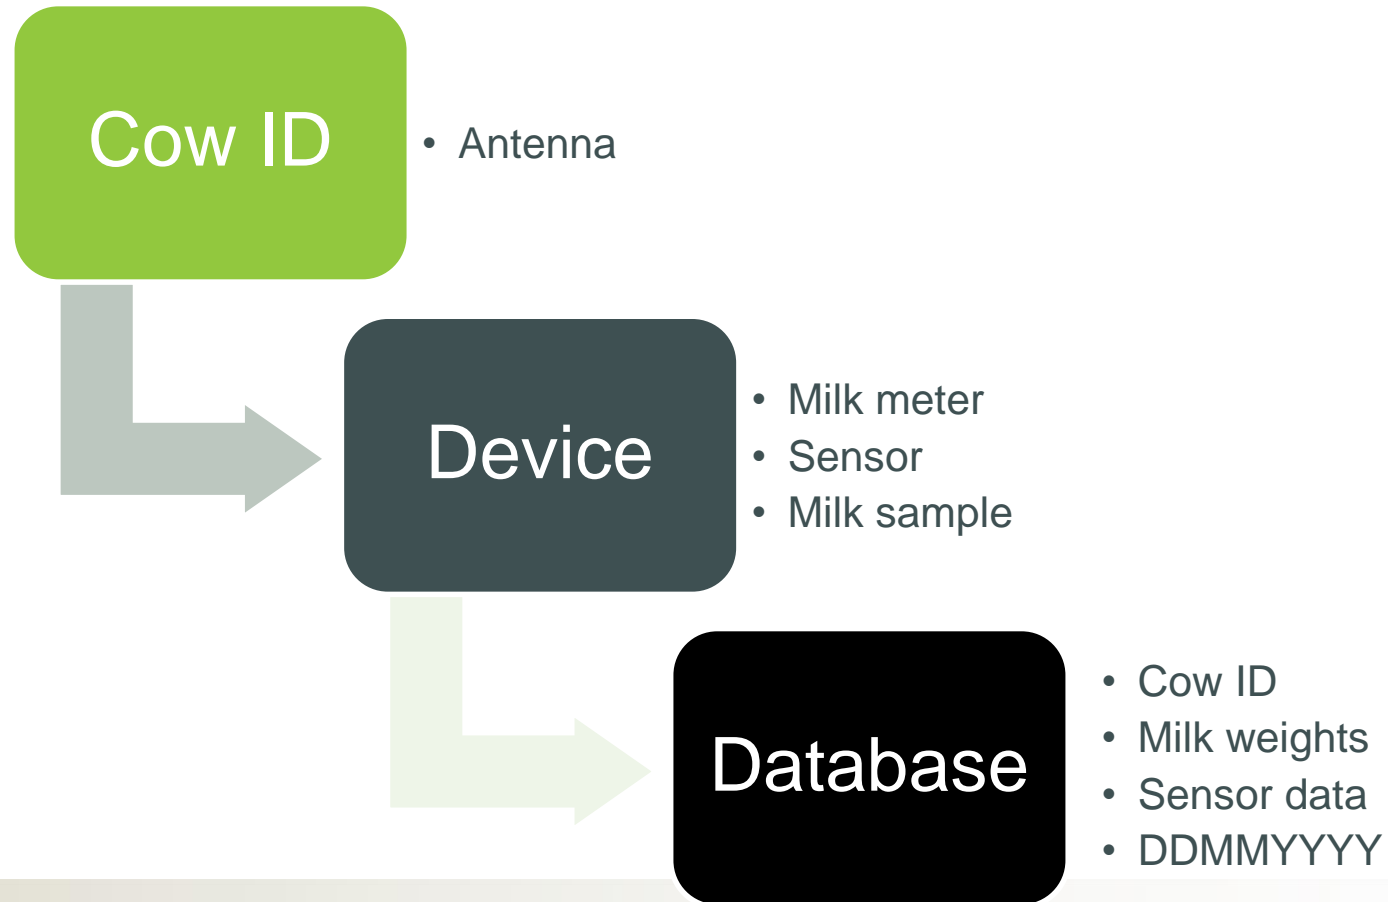 Cow ID
• Antenna
Device
• Milk meter
• Sensor
• Milk sample
Database
• Cow ID
• Milk weights
• Sensor data
• DDMMYYYY